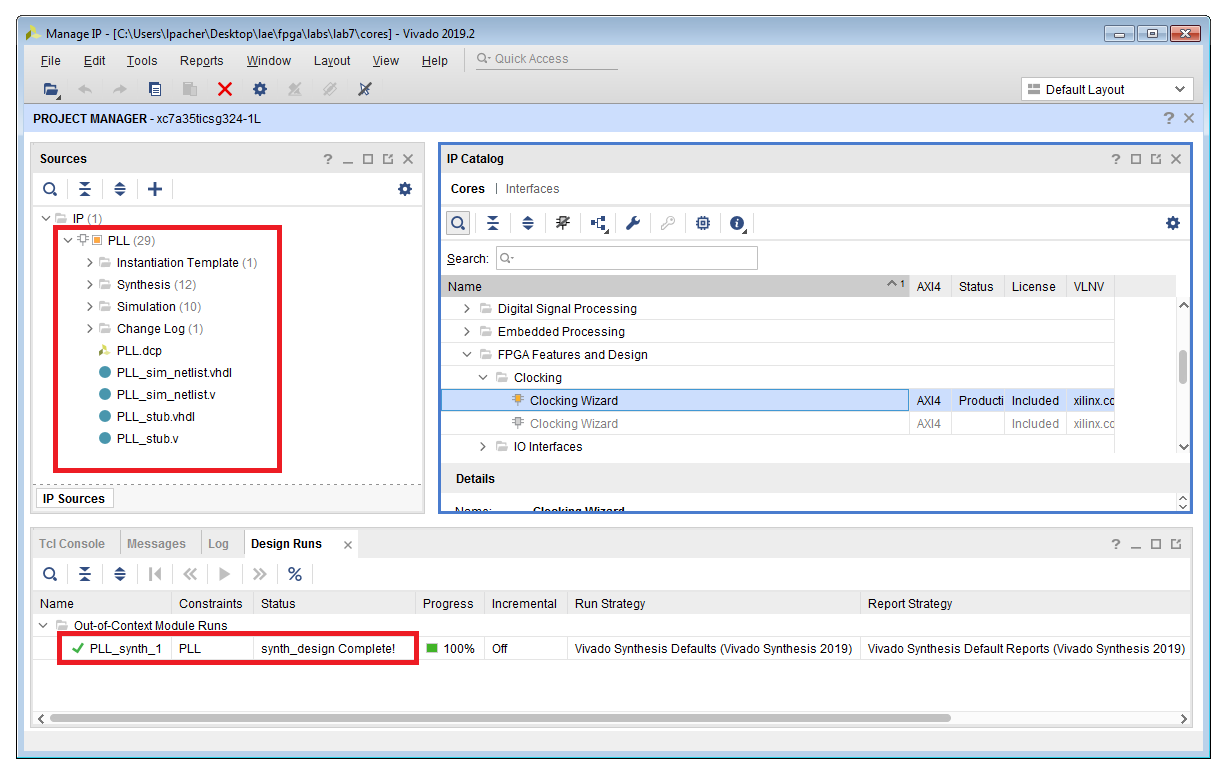 Manage IP - [C:\Users\lpacher\Desktop\lae\fpga\labs\lab7\cores] - Vivado 2019.2
File Edit Tools Reports Window Layout View Help Quick Access
Default Layout
PROJECT MANAGER - xc7a35ticsg324-1L
Sources
IP (1)
PLL (29)
Instantiation Template (1)
Synthesis (12)
Simulation (10)
Change Log (1)
PLL.dcp
PLL_sim_netlist.vhdl
PLL_sim_netlist.v
PLL_stub.vhdl
PLL_stub.v
IP Sources
IP Catalog
Cores | Interfaces
Search:
Name 1 AXI4 Status License VLNV
Digital Signal Processing
Embedded Processing
FPGA Features and Design
Clocking
Clocking Wizard AXI4 Producti Included xilinx.cc
Clocking Wizard AXI4 Included xilinx.cc
IO Interfaces
Details
Name: Clocking Wizard
Tcl Console Messages Log Design Runs
Name Constraints Status Progress Incremental Run Strategy Report Strategy
Out-of-Context Module Runs
PLL_synth_1 PLL synth_design Complete! 100% Off Vivado Synthesis Defaults (Vivado Synthesis 2019) Vivado Synthesis Default Reports (Vivado Synthesis 2019)